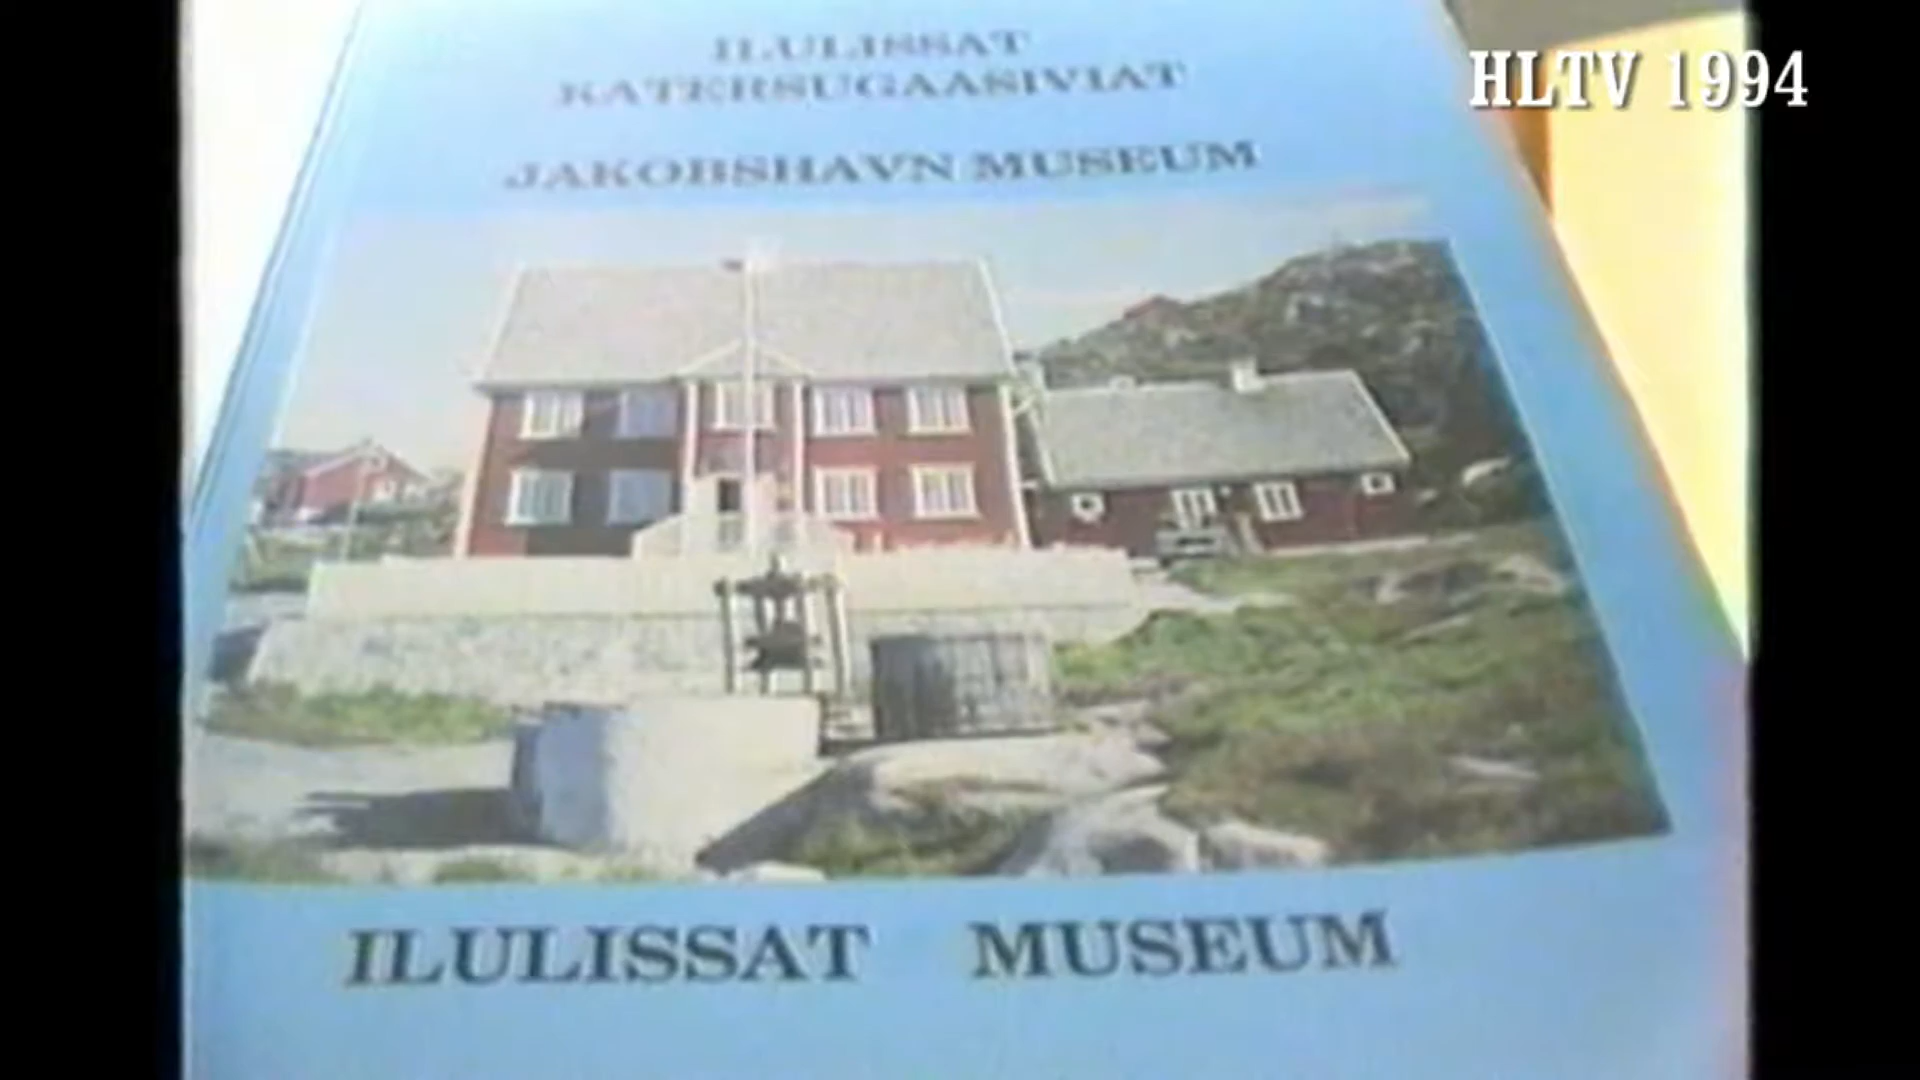 HLTV 1994
ILULISSAT
KATERSUGAASIVIAT
JAKOBSHAVN MUSEUM
ILULISSAT MUSEUM